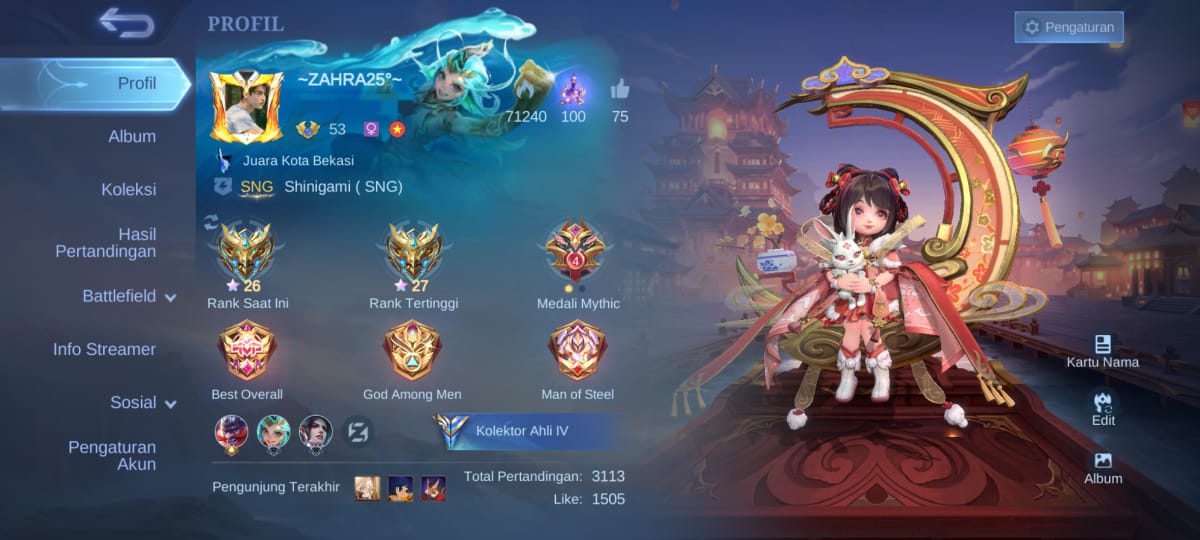 PROFIL
Pengaturan
Profil
Album
Koleksi
Hasil
Pertandingan
Battlefield
Info Streamer
Sosial
Pengaturan
Akun
~ZAHRA25°~
53
71240
100
75
Juara Kota Bekasi
SNG Shinigami ( SNG)
26
Rank Saat Ini
27
Rank Tertinggi
4
Medali Mythic
Best Overall
God Among Men
Man of Steel
Kolektor Ahli IV
Pengunjung Terakhir
Total Pertandingan: 3113
Like: 1505
Kartu Nama
Edit
Album